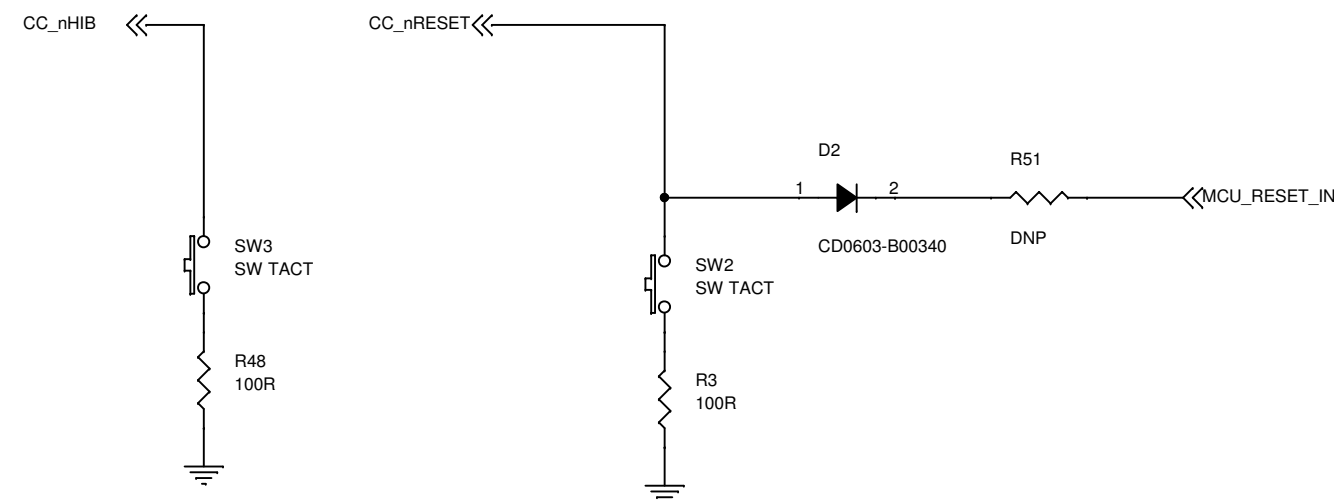 CC_nHIB
CC_nRESET
D2
R51
1
2
MCU_RESET_IN
CD0603-B00340
DNP
SW3
SW TACT
SW2
SW TACT
R48
100R
R3
100R